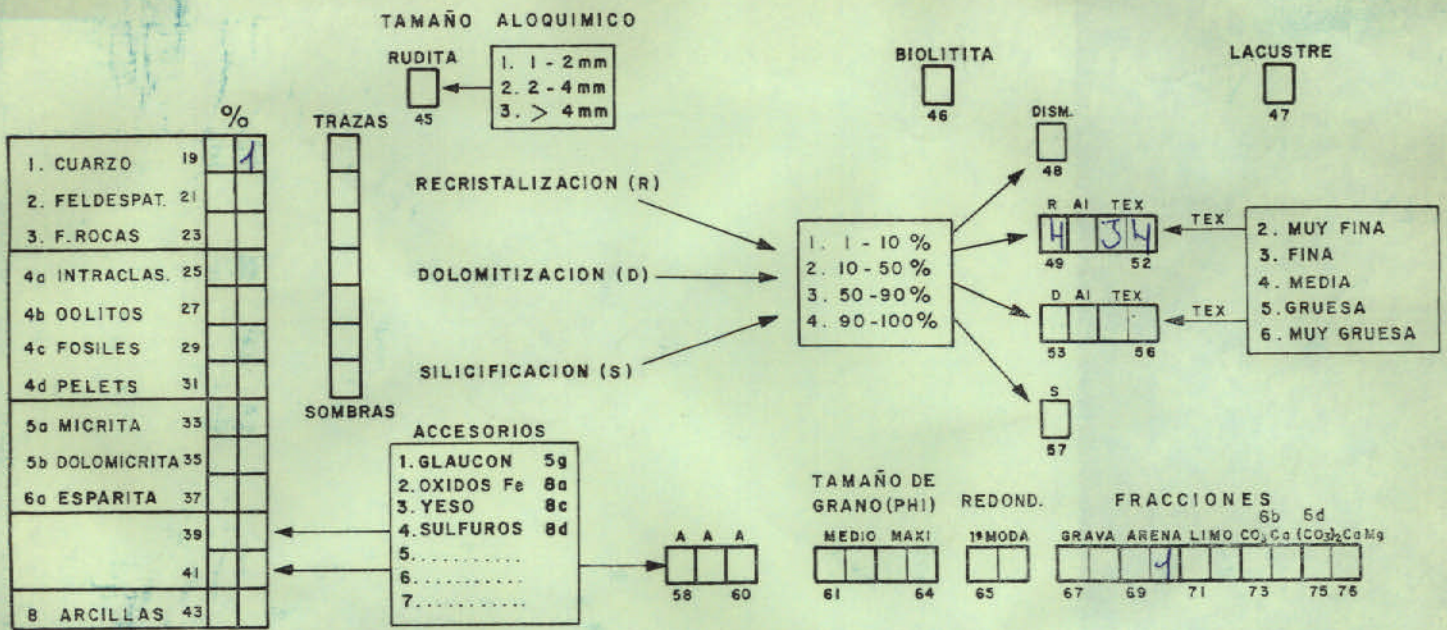 TAMAÑO ALOQUIMICO
RUDITA
45
1. 1 - 2 mm
2. 2 - 4 mm
3. > 4 mm
BIOLITITA
46
LACUSTRE
47
%
1. CUARZO 19 1
2. FELDESPAT. 21
3. F.ROCAS 23
4a INTRACLAS. 25
4b OOLITOS 27
4c FOSILES 29
4d PELETS 31
5a MICRITA 33
5b DOLOMICRITA 35
6a ESPARITA 37
39
41
8 ARCILLAS 43
TRAZAS
SOMBRAS
RECRISTALIZACION (R)
DOLOMITIZACION (D)
SILICIFICACION (S)
1. 1 - 10 %
2. 10 - 50 %
3. 50 - 90 %
4. 90 - 100 %
DISM.
48
R AI TEX
4 3 4
49 52
D AI TEX
53 56
S
57
TEX
TEX
2. MUY FINA
3. FINA
4. MEDIA
5. GRUESA
6. MUY GRUESA
ACCESORIOS
1. GLAUCON 5g
2. OXIDOS Fe 8a
3. YESO 8c
4. SULFUROS 8d
5...........
6...........
7...........
A A A
58 60
TAMAÑO DE
GRANO (PHI)
MEDIO MAXI
61 64
REDOND.
1ª MODA
65
FRACCIONES
6b 6d
GRAVA ARENA LIMO CO₃Ca (CO₃)₂CaMg
1
67 69 71 73 75 76